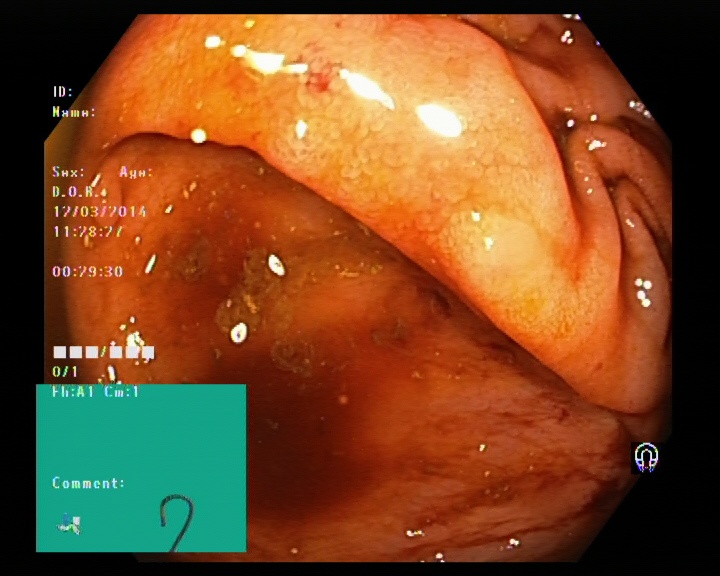 ID:
Name:
Sex: Age:
D.O.B.:
12/03/2014
11:28:27
00:29:30
/
0/1
Eh:A1 Cm:1
Comment: